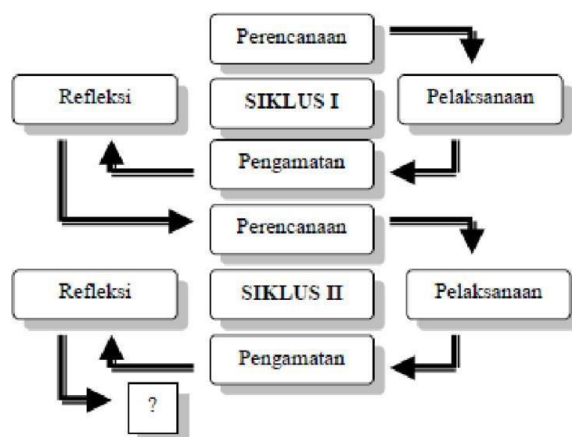 Perencanaan
Refleksi
SIKLUS I
Pelaksanaan
Pengamatan
Perencanaan
Refleksi
SIKLUS II
Pelaksanaan
Pengamatan
?